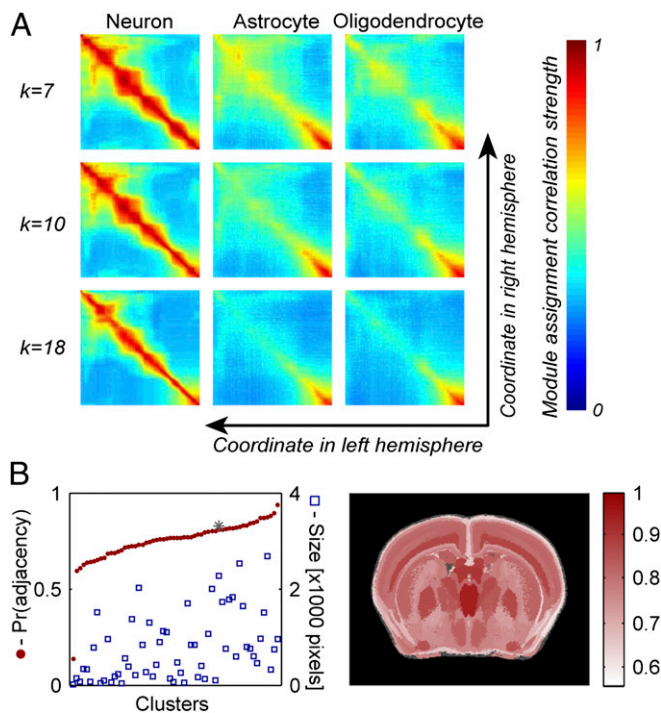 A
Neuron Astrocyte Oligodendrocyte
k=7
k=10
k=18
Coordinate in left hemisphere
Coordinate in right hemisphere
Module assignment correlation strength
1
0
B
1
0.5
0
● - Pr(adjacency)
Clusters
4
2
0
□ - Size [x1000 pixels]
1
0.9
0.8
0.7
0.6